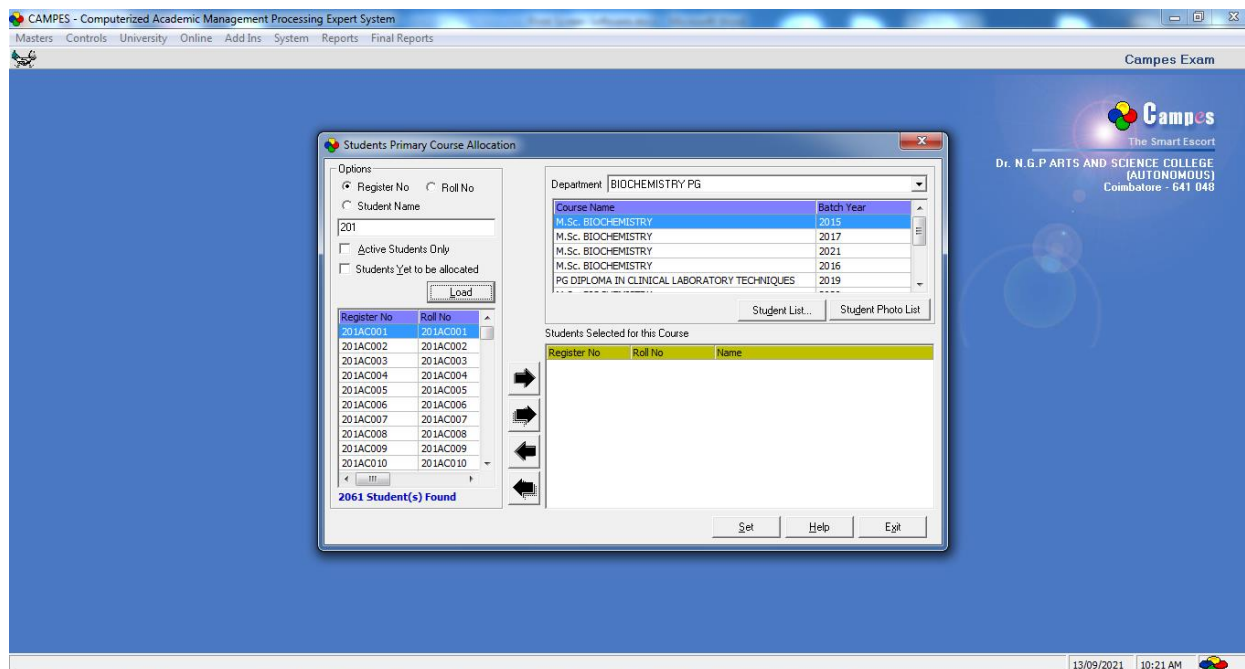 CAMPES - Computerized Academic Management Processing Expert System
Masters Controls University Online Add Ins System Reports Final Reports
Campes Exam
Campes
The Smart Escort
Dr. N.G.P ARTS AND SCIENCE COLLEGE
(AUTONOMOUS)
Coimbatore - 641 048
Students Primary Course Allocation
Options
Register No Roll No
Student Name
201
Active Students Only
Students Yet to be allocated
Load
Register No Roll No
201AC001 201AC001
201AC002 201AC002
201AC003 201AC003
201AC004 201AC004
201AC005 201AC005
201AC006 201AC006
201AC007 201AC007
201AC008 201AC008
201AC009 201AC009
201AC010 201AC010
2061 Student(s) Found
Department BIOCHEMISTRY PG
Course Name Batch Year
M.Sc. BIOCHEMISTRY 2015
M.Sc. BIOCHEMISTRY 2017
M.Sc. BIOCHEMISTRY 2021
M.Sc. BIOCHEMISTRY 2016
PG DIPLOMA IN CLINICAL LABORATORY TECHNIQUES 2019
Student List... Student Photo List
Students Selected for this Course
Register No Roll No Name
Set Help Exit
13/09/2021 10:21 AM